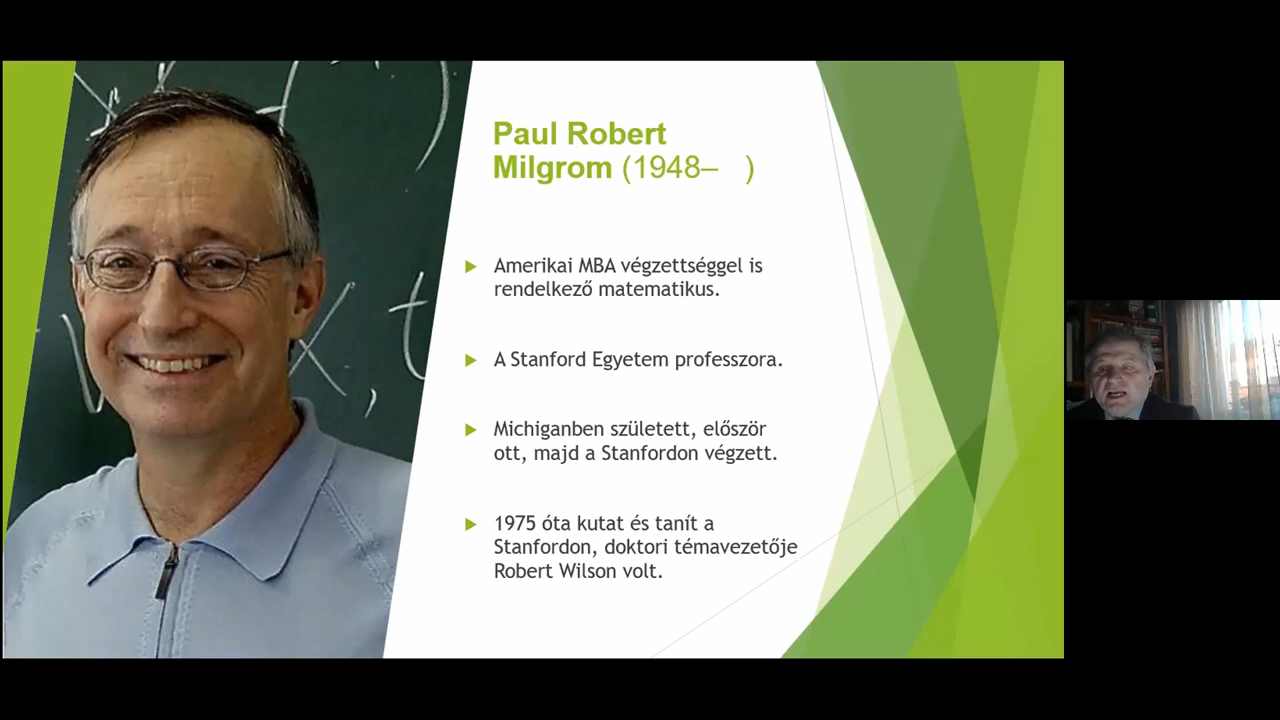 Paul Robert
Milgrom (1948– )
Amerikai MBA végzettséggel is
rendelkező matematikus.
A Stanford Egyetem professzora.
Michiganben született, először
ott, majd a Stanfordon végzett.
1975 óta kutat és tanít a
Stanfordon, doktori témavezetője
Robert Wilson volt.